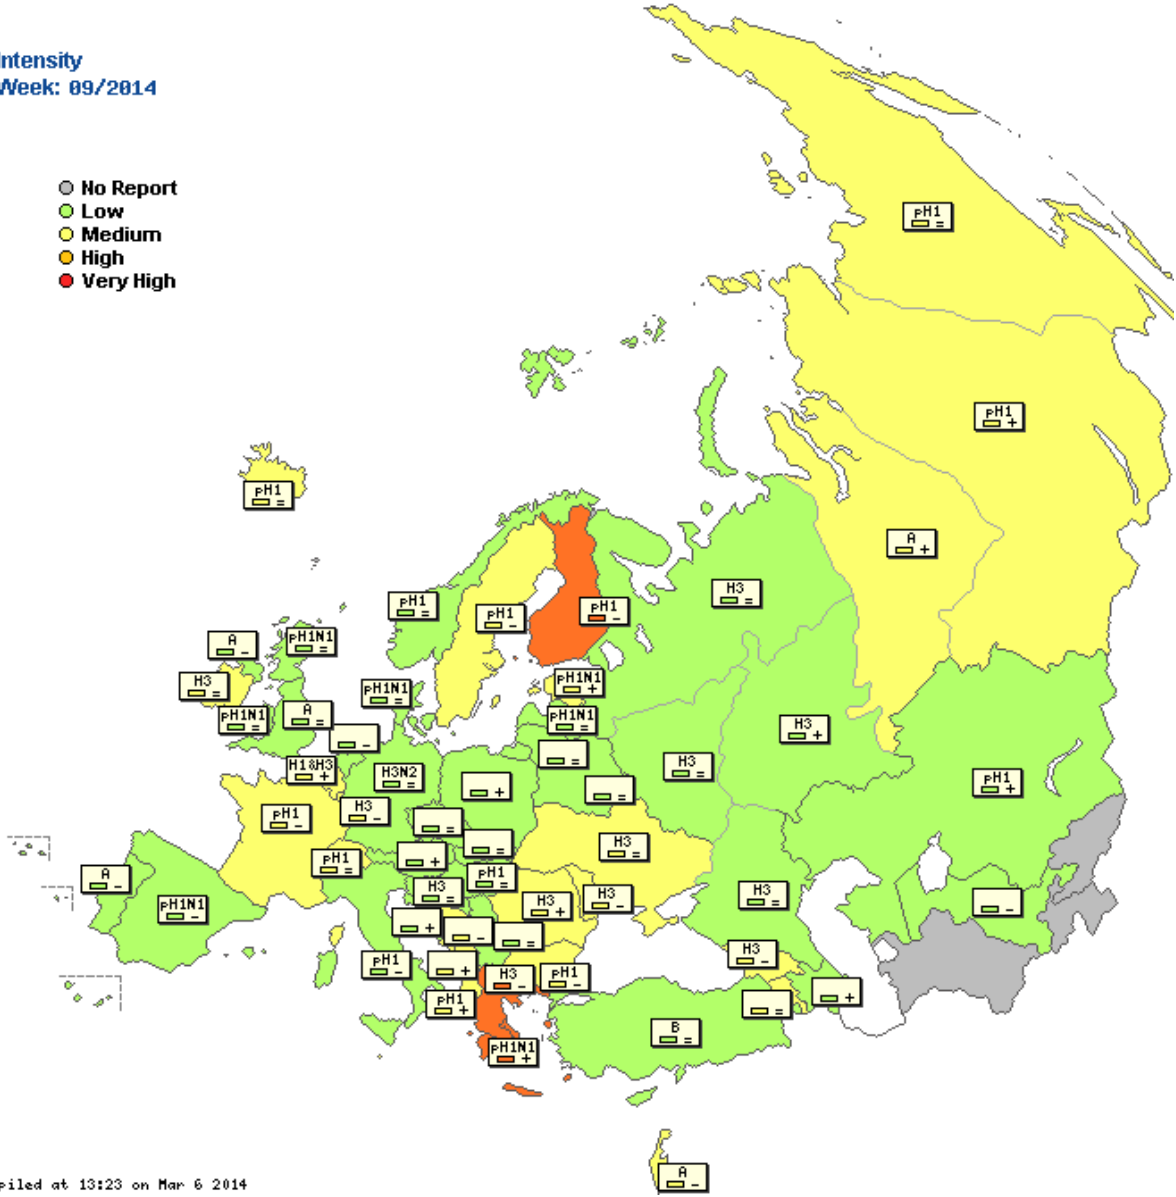 Intensity
Week: 09/2014
No Report
Low
Medium
High
Very High
pH1
=
pH1
+
A
+
pH1
=
H3
=
pH1
=
pH1
-
pH1
-
A
-
pH1N1
=
H3
=
pH1N1
+
pH1N1
=
pH1N1
=
A
=
pH1N1
=
-
=
H3
+
H3
=
H1&H3
+
H3N2
=
+
=
pH1
+
H3
-
pH1
-
=
=
H3
=
+
pH1
=
A
-
pH1
=
H3
=
H3
=
-
pH1N1
-
H3
+
H3
-
+
-
=
H3
-
pH1
-
+
H3
-
pH1
-
+
pH1
+
=
B
=
pH1N1
+
A
-
piled at 13:23 on Mar 6 2014